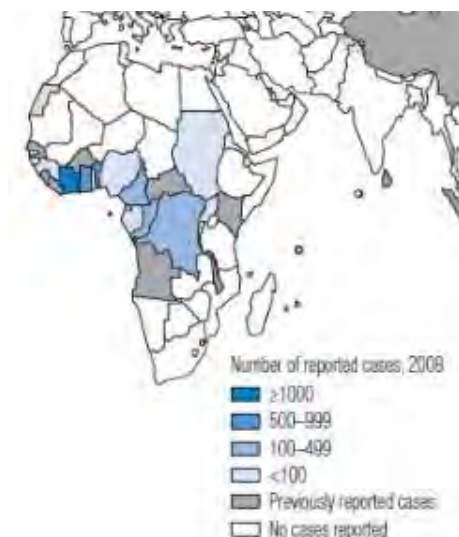 Number of reported cases, 2008
≥1000
500–999
100–499
<100
Previously reported cases
No cases reported